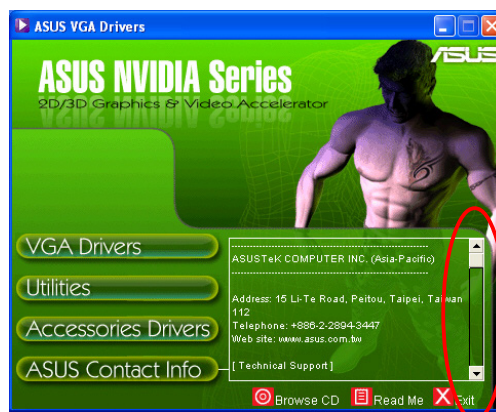 ASUS VGA Drivers
ASUS
ASUS NVIDIA Series
2D/3D Graphics & Video Accelerator
VGA Drivers
Utilities
Accessories Drivers
ASUS Contact Info
----------------------------------------------------
ASUSTeK COMPUTER INC. (Asia-Pacific)
----------------------------------------------------
Address: 15 Li-Te Road, Peitou, Taipei, Taiwan
112
Telephone: +886-2-2894-3447
Web site: www.asus.com.tw
[ Technical Support ]
Browse CD
Read Me
Exit